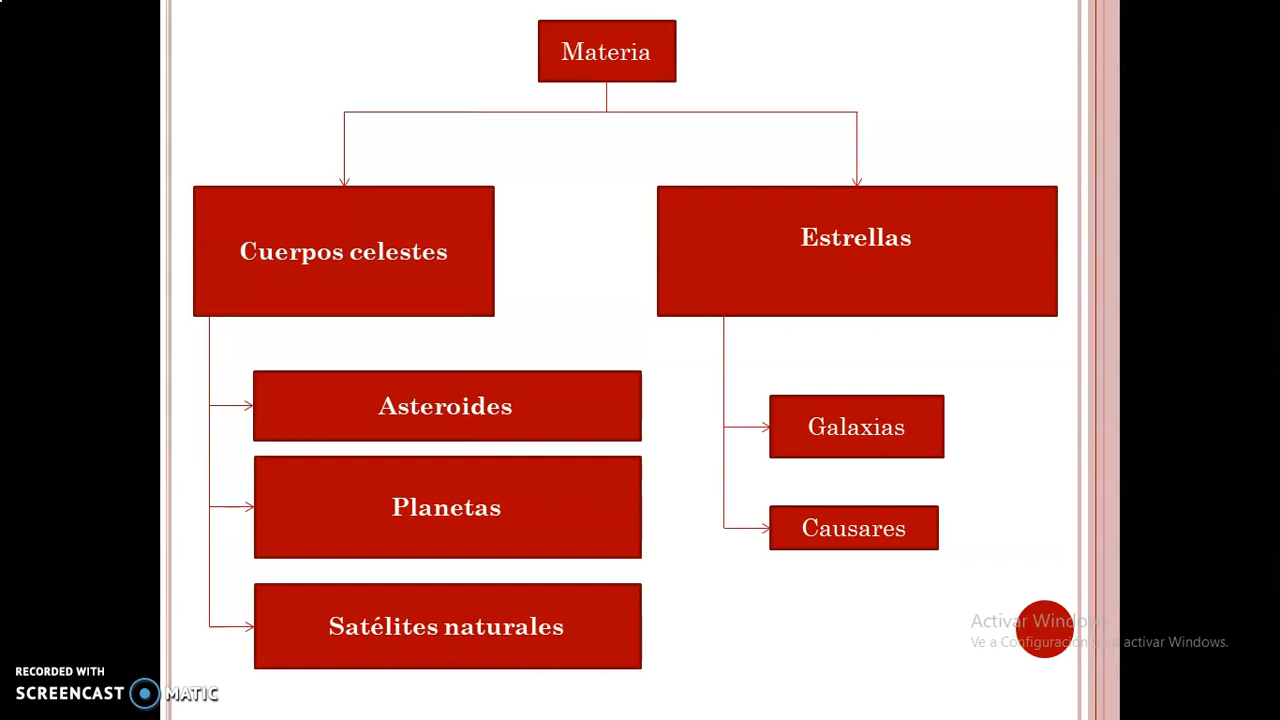 Materia
Cuerpos celestes
Estrellas
Asteroides
Galaxias
Planetas
Causares
Satélites naturales
Activar Windows
Ve a Configuración para activar Windows.
RECORDED WITH
SCREENCAST MATIC